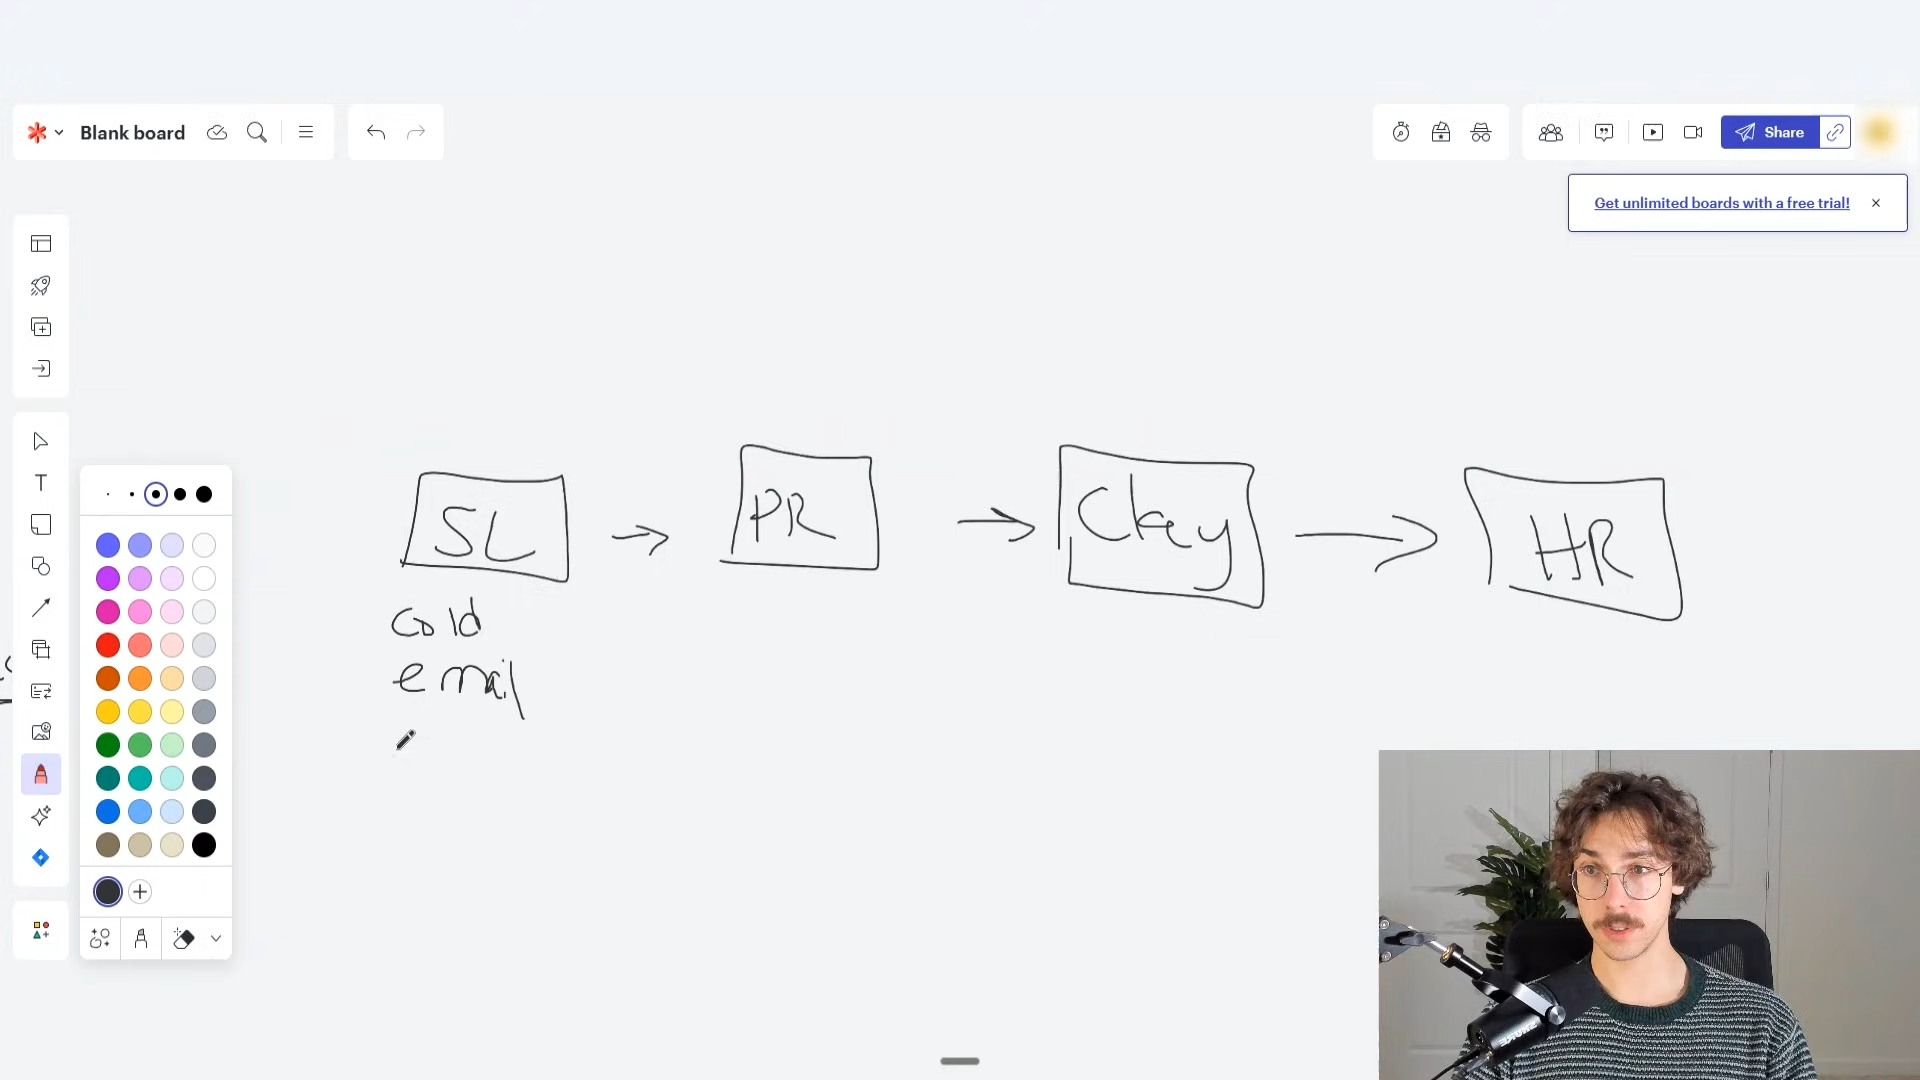 Blank board
Share
Get unlimited boards with a free trial!
T
SL
PR
Clay
HR
cold
email